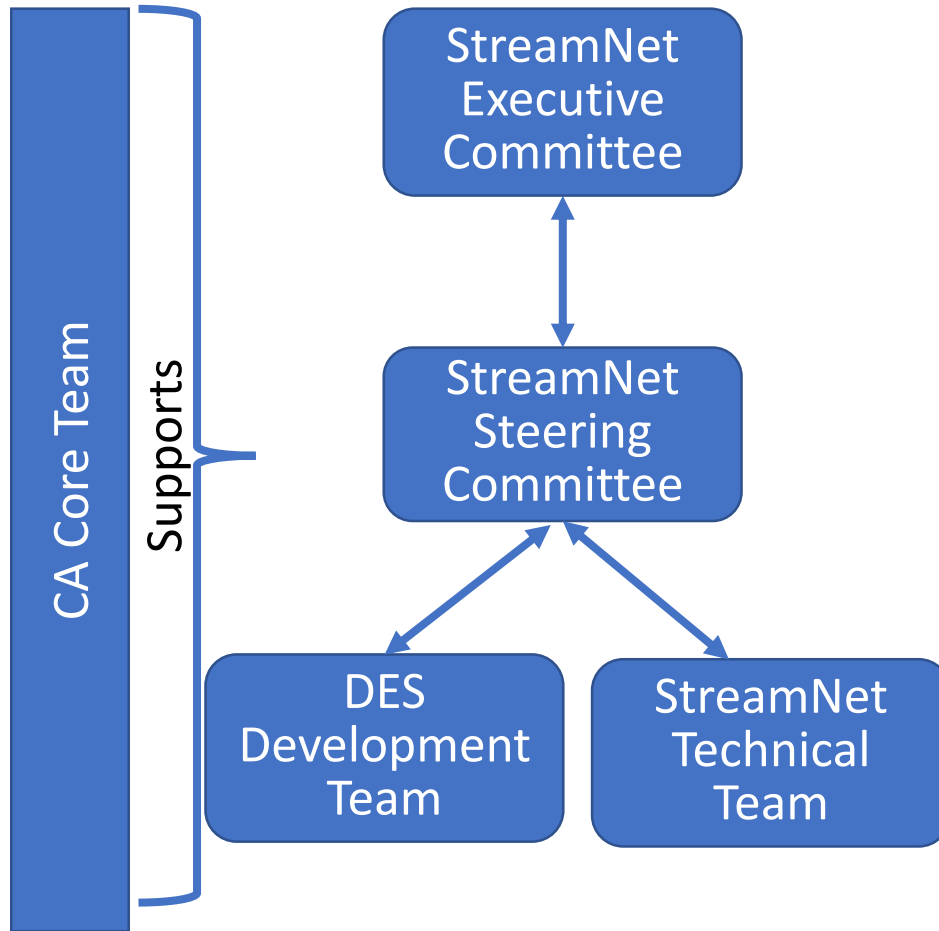 CA Core Team
Supports
StreamNet
Executive
Committee
StreamNet
Steering
Committee
DES
Development
Team
StreamNet
Technical
Team